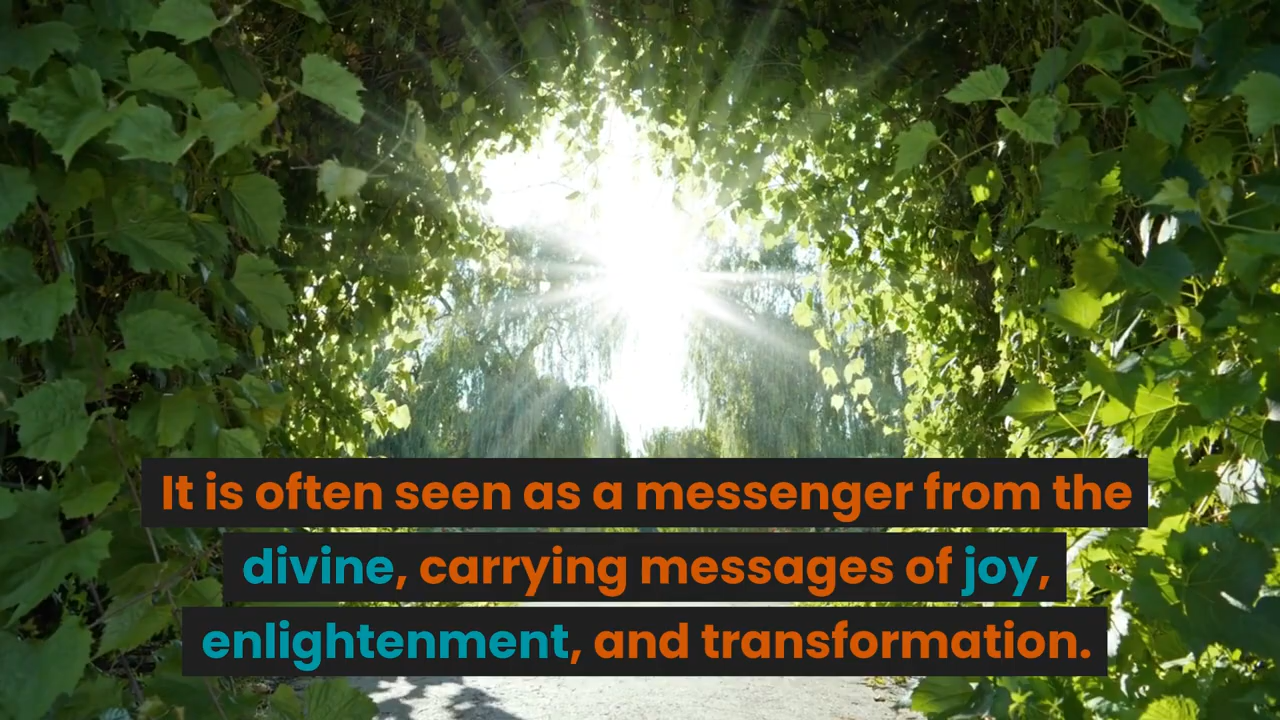 It is often seen as a messenger from the
divine, carrying messages of joy,
enlightenment, and transformation.